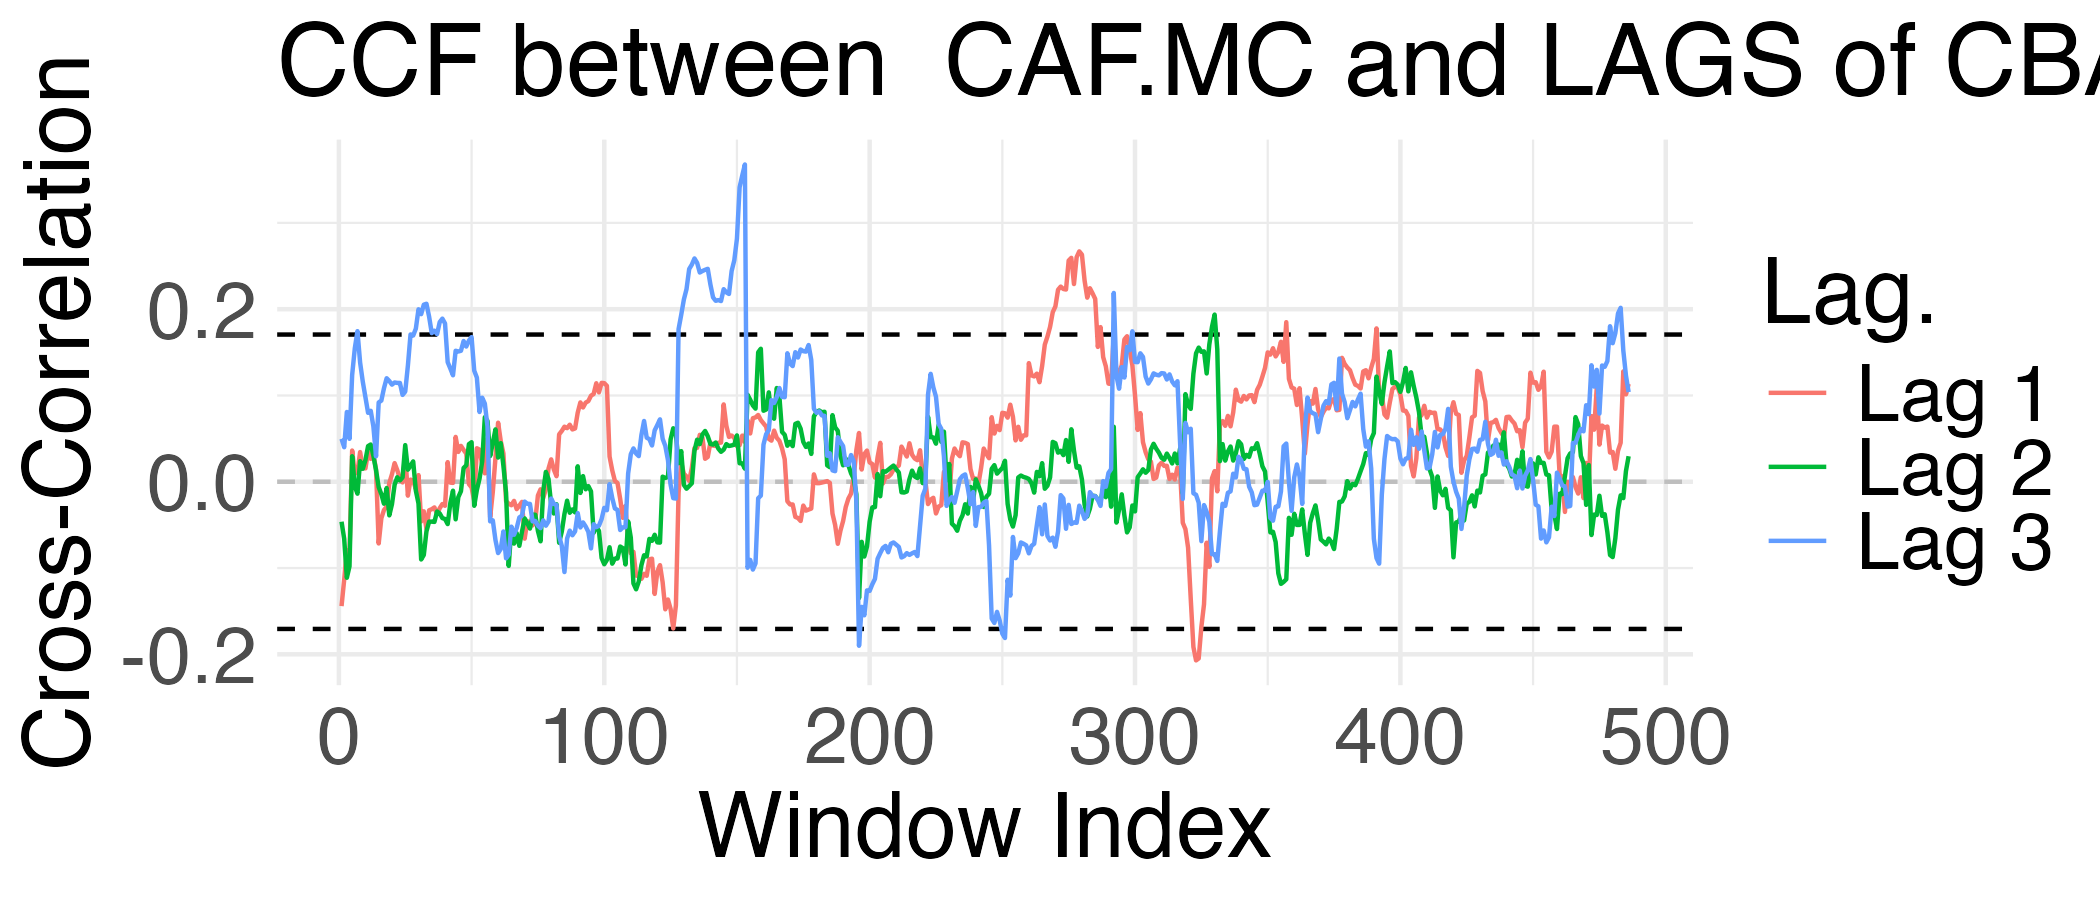 CCF between  CAF.MC and LAGS of CBA
Cross-Correlation
0.2
0.0
-0.2
0
100
200
300
400
500
Window Index
Lag.
Lag 1
Lag 2
Lag 3